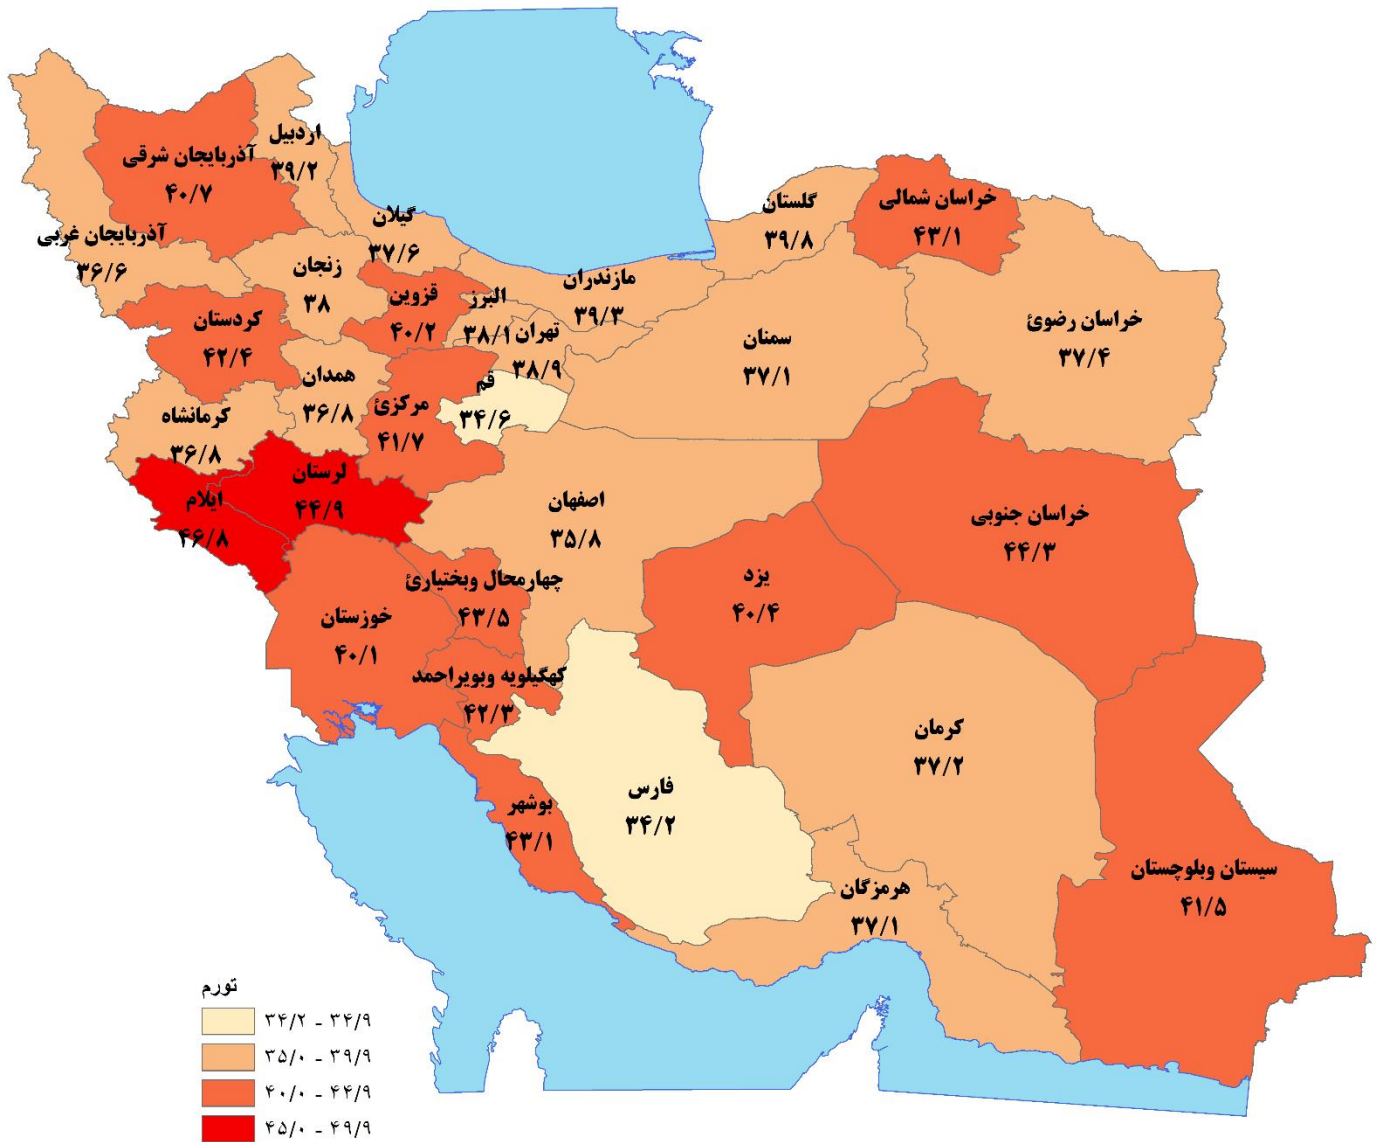 اردبیل
۳۹/۲
آذربایجان شرقی
۴۰/۷
گیلان
۳۷/۶
آذربایجان غربی
۳۶/۶
زنجان
۳۸
گلستان
۳۹/۸
خراسان شمالی
۴۳/۱
مازندران
۳۹/۳
قزوین
۴۰/۲
البرز
۳۸/۱
تهران
۳۸/۹
کردستان
۴۲/۴
سمنان
۳۷/۱
خراسان رضوئ
۳۷/۴
همدان
۳۶/۸
قم
۳۴/۶
مرکزئ
۴۱/۷
کرمانشاه
۳۶/۸
لرستان
۴۴/۹
ایلام
۴۶/۸
اصفهان
۳۵/۸
خراسان جنوبی
۴۴/۳
یزد
۴۰/۴
چهارمحال وبختیارئ
۴۳/۵
خوزستان
۴۰/۱
کهگیلویه وبویراحمد
۴۲/۳
کرمان
۳۷/۲
فارس
۳۴/۲
بوشهر
۴۳/۱
سیستان وبلوچستان
۴۱/۵
هرمزگان
۳۷/۱
تورم
۳۴/۲ - ۳۴/۹
۳۵/۰ - ۳۹/۹
۴۰/۰ - ۴۴/۹
۴۵/۰ - ۴۹/۹